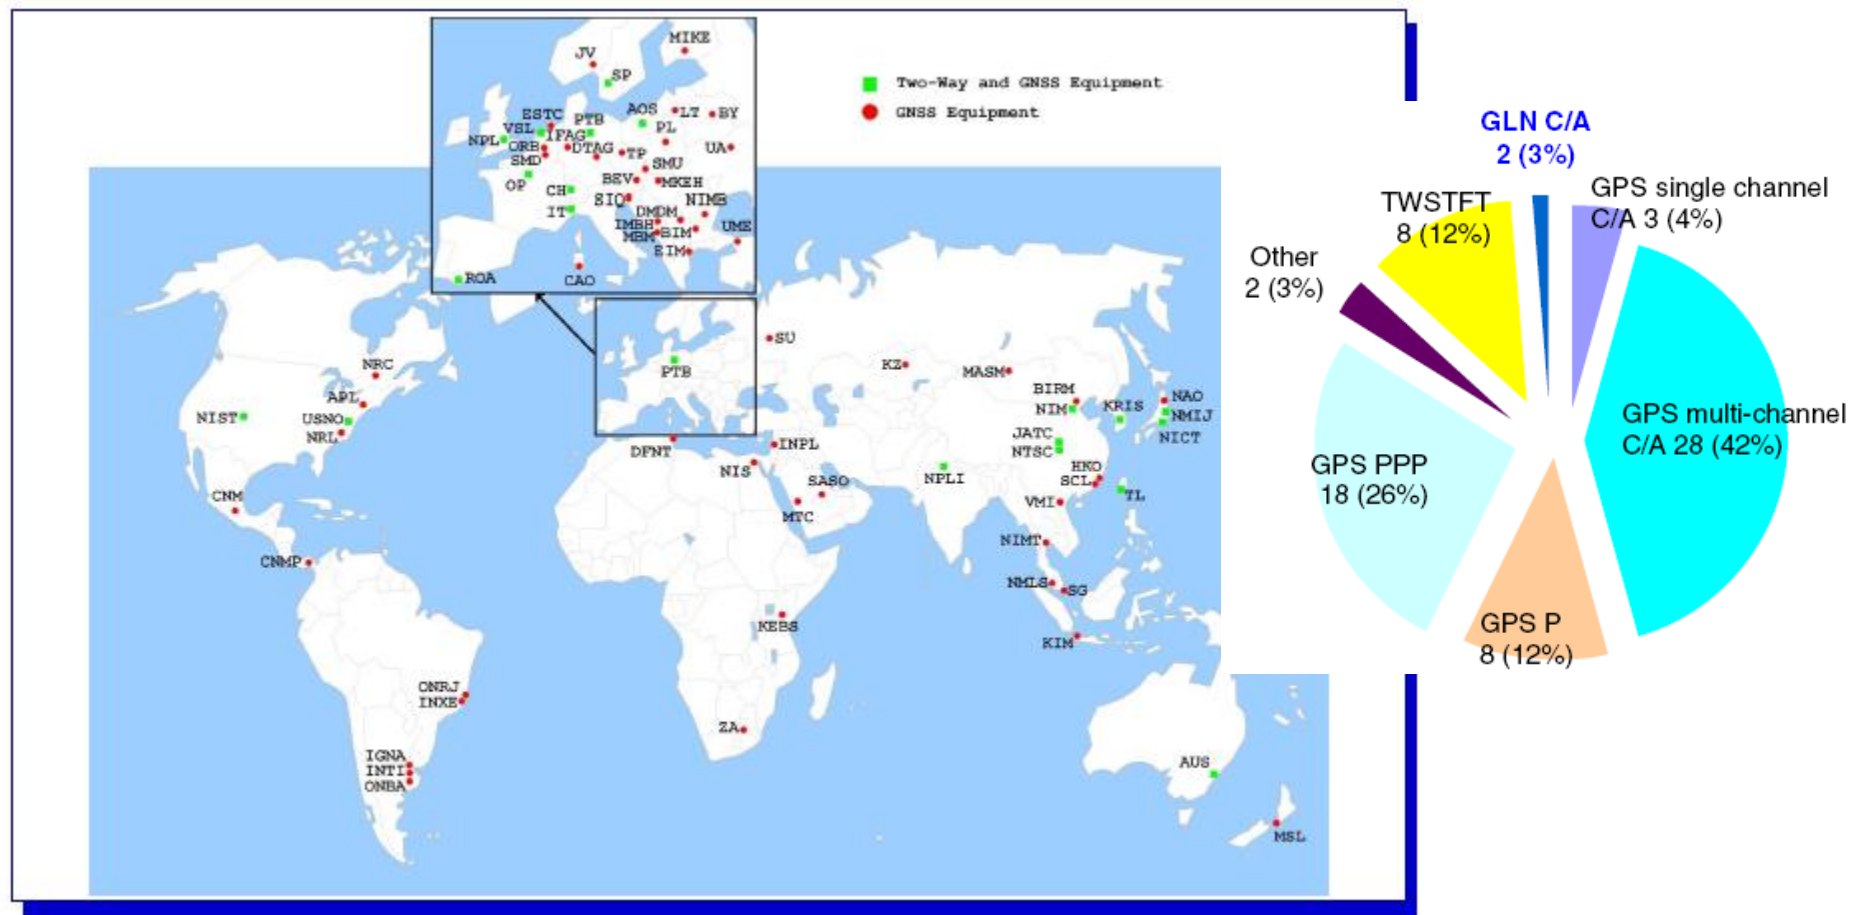 MIKE
JV
SP
Two-Way and GNSS Equipment
GNSS Equipment
ESTC
AOS
LT
BY
VSL
PTB
PL
NPL
IFAG
ORB
DTAG
TP
UA
SMD
SMU
OP
CH
BEV
MKEH
SIQ
NIMB
IT
DMDM
IMBH
UME
MBM
BIM
EIM
ROA
CAO
SU
NRC
PTB
KZ
MASM
APL
BIRM
NAO
NIST
USNO
NIM
KRIS
NMIJ
NRL
NICT
DFNT
INPL
JATC
NTSC
NIS
HKO
NPLI
SCL
SASO
TL
CNM
MTC
VMI
CNMP
NIMT
NMLS
SG
KEBS
KIM
ONRJ
INXE
ZA
IGNA
INTI
ONBA
AUS
MSL
GLN C/A
2 (3%)
GPS single channel
C/A 3 (4%)
TWSTFT
8 (12%)
Other
2 (3%)
GPS multi-channel
C/A 28 (42%)
GPS PPP
18 (26%)
GPS P
8 (12%)